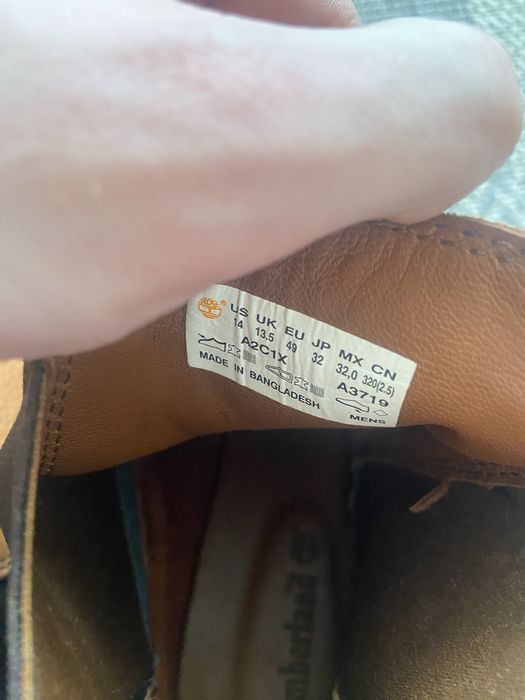 US UK EU JP MX CN
14 13.5 49 32 32,0 320(2.5)
A2C1X A3719
MADE IN BANGLADESH MENS
mberland